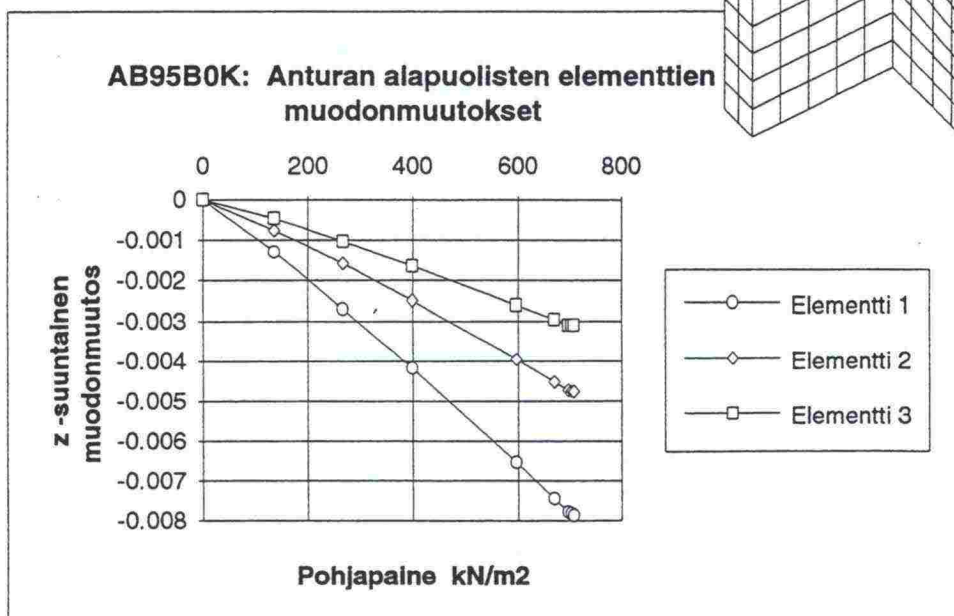 AB95B0K: Anturan alapuolisten elementtien
muodonmuutokset
0 200 400 600 800
0
-0.001
-0.002
-0.003
-0.004
-0.005
-0.006
-0.007
-0.008
z -suuntainen
muodonmuutos
Pohjapaine kN/m2
Elementti 1
Elementti 2
Elementti 3